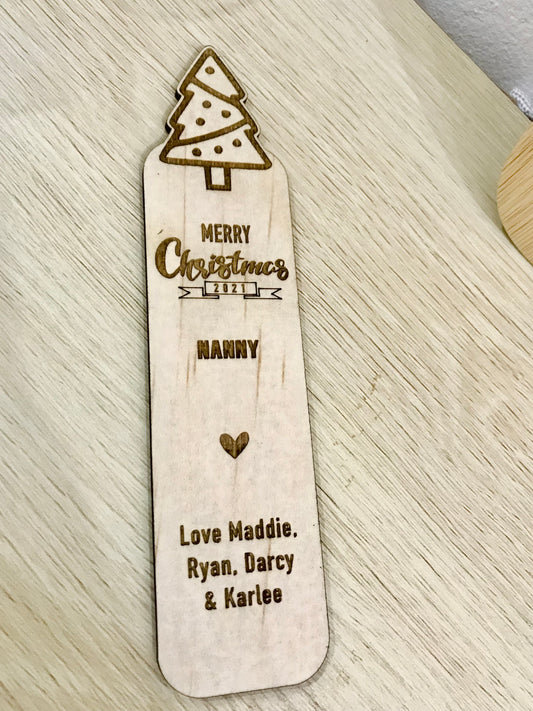 MERRY
Christmas
2021
NANNY
Love Maddie,
Ryan, Darcy
& Karlee